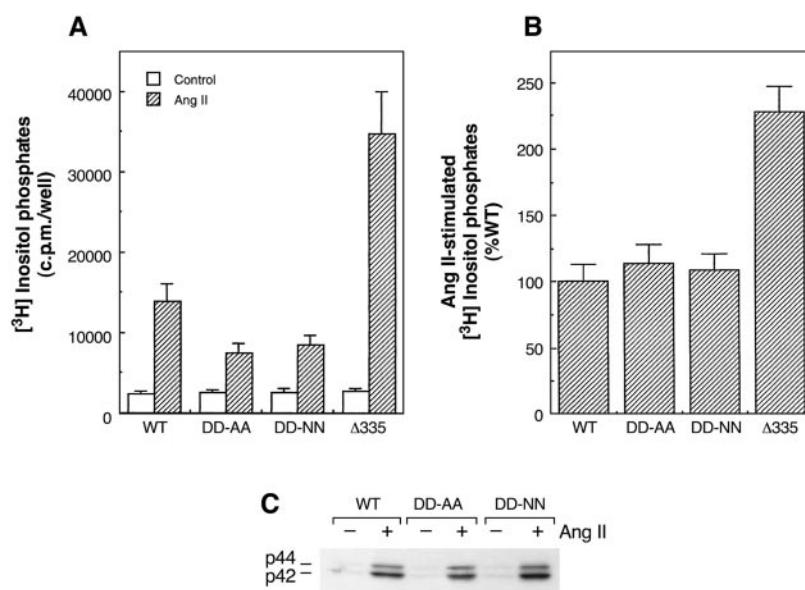 A
[³H] Inositol phosphates
(c.p.m./well)
40000
30000
20000
10000
0
Control
Ang II
WT DD-AA DD-NN Δ335
B
Ang II-stimulated
[³H] Inositol phosphates
(%WT)
250
200
150
100
50
0
WT DD-AA DD-NN Δ335
C
WT DD-AA DD-NN
− + − + − + Ang II
p44
p42